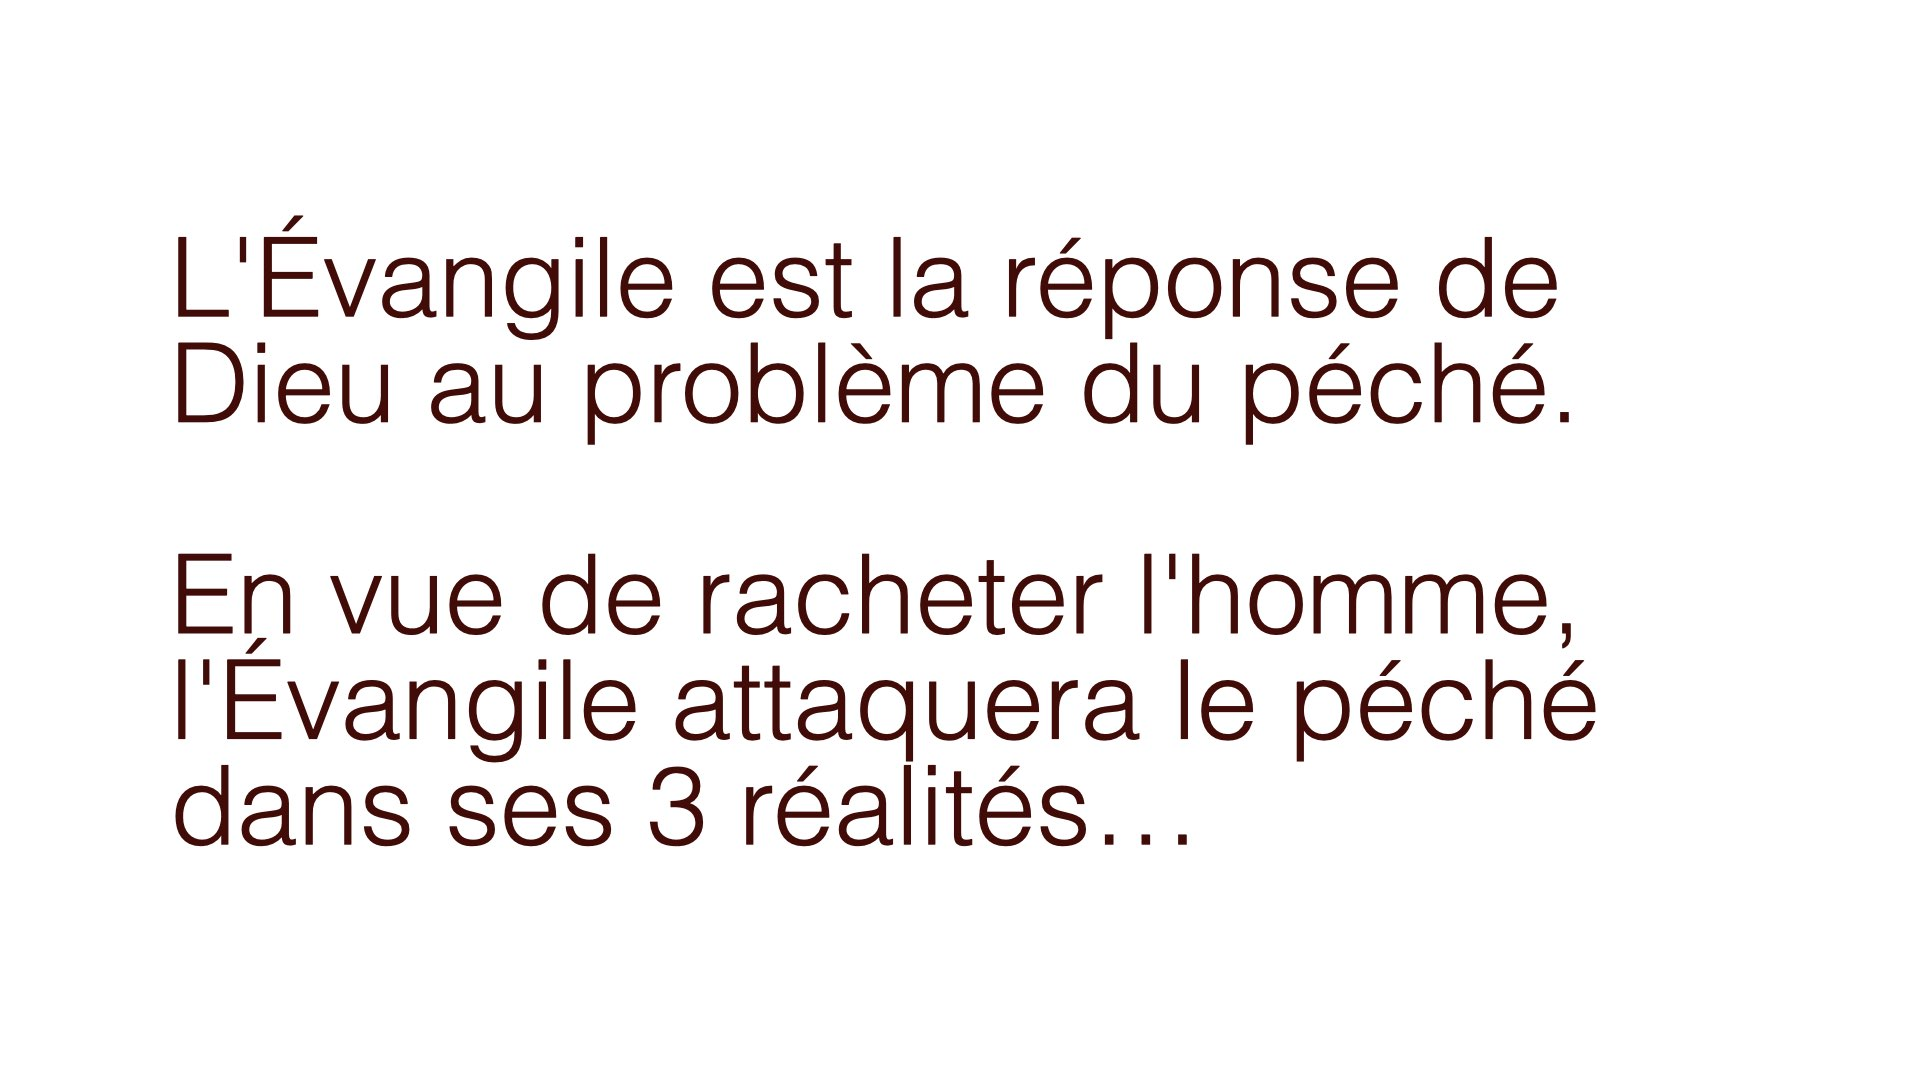 L'Évangile est la réponse de
Dieu au problème du péché.
En vue de racheter l'homme,
l'Évangile attaquera le péché
dans ses 3 réalités…